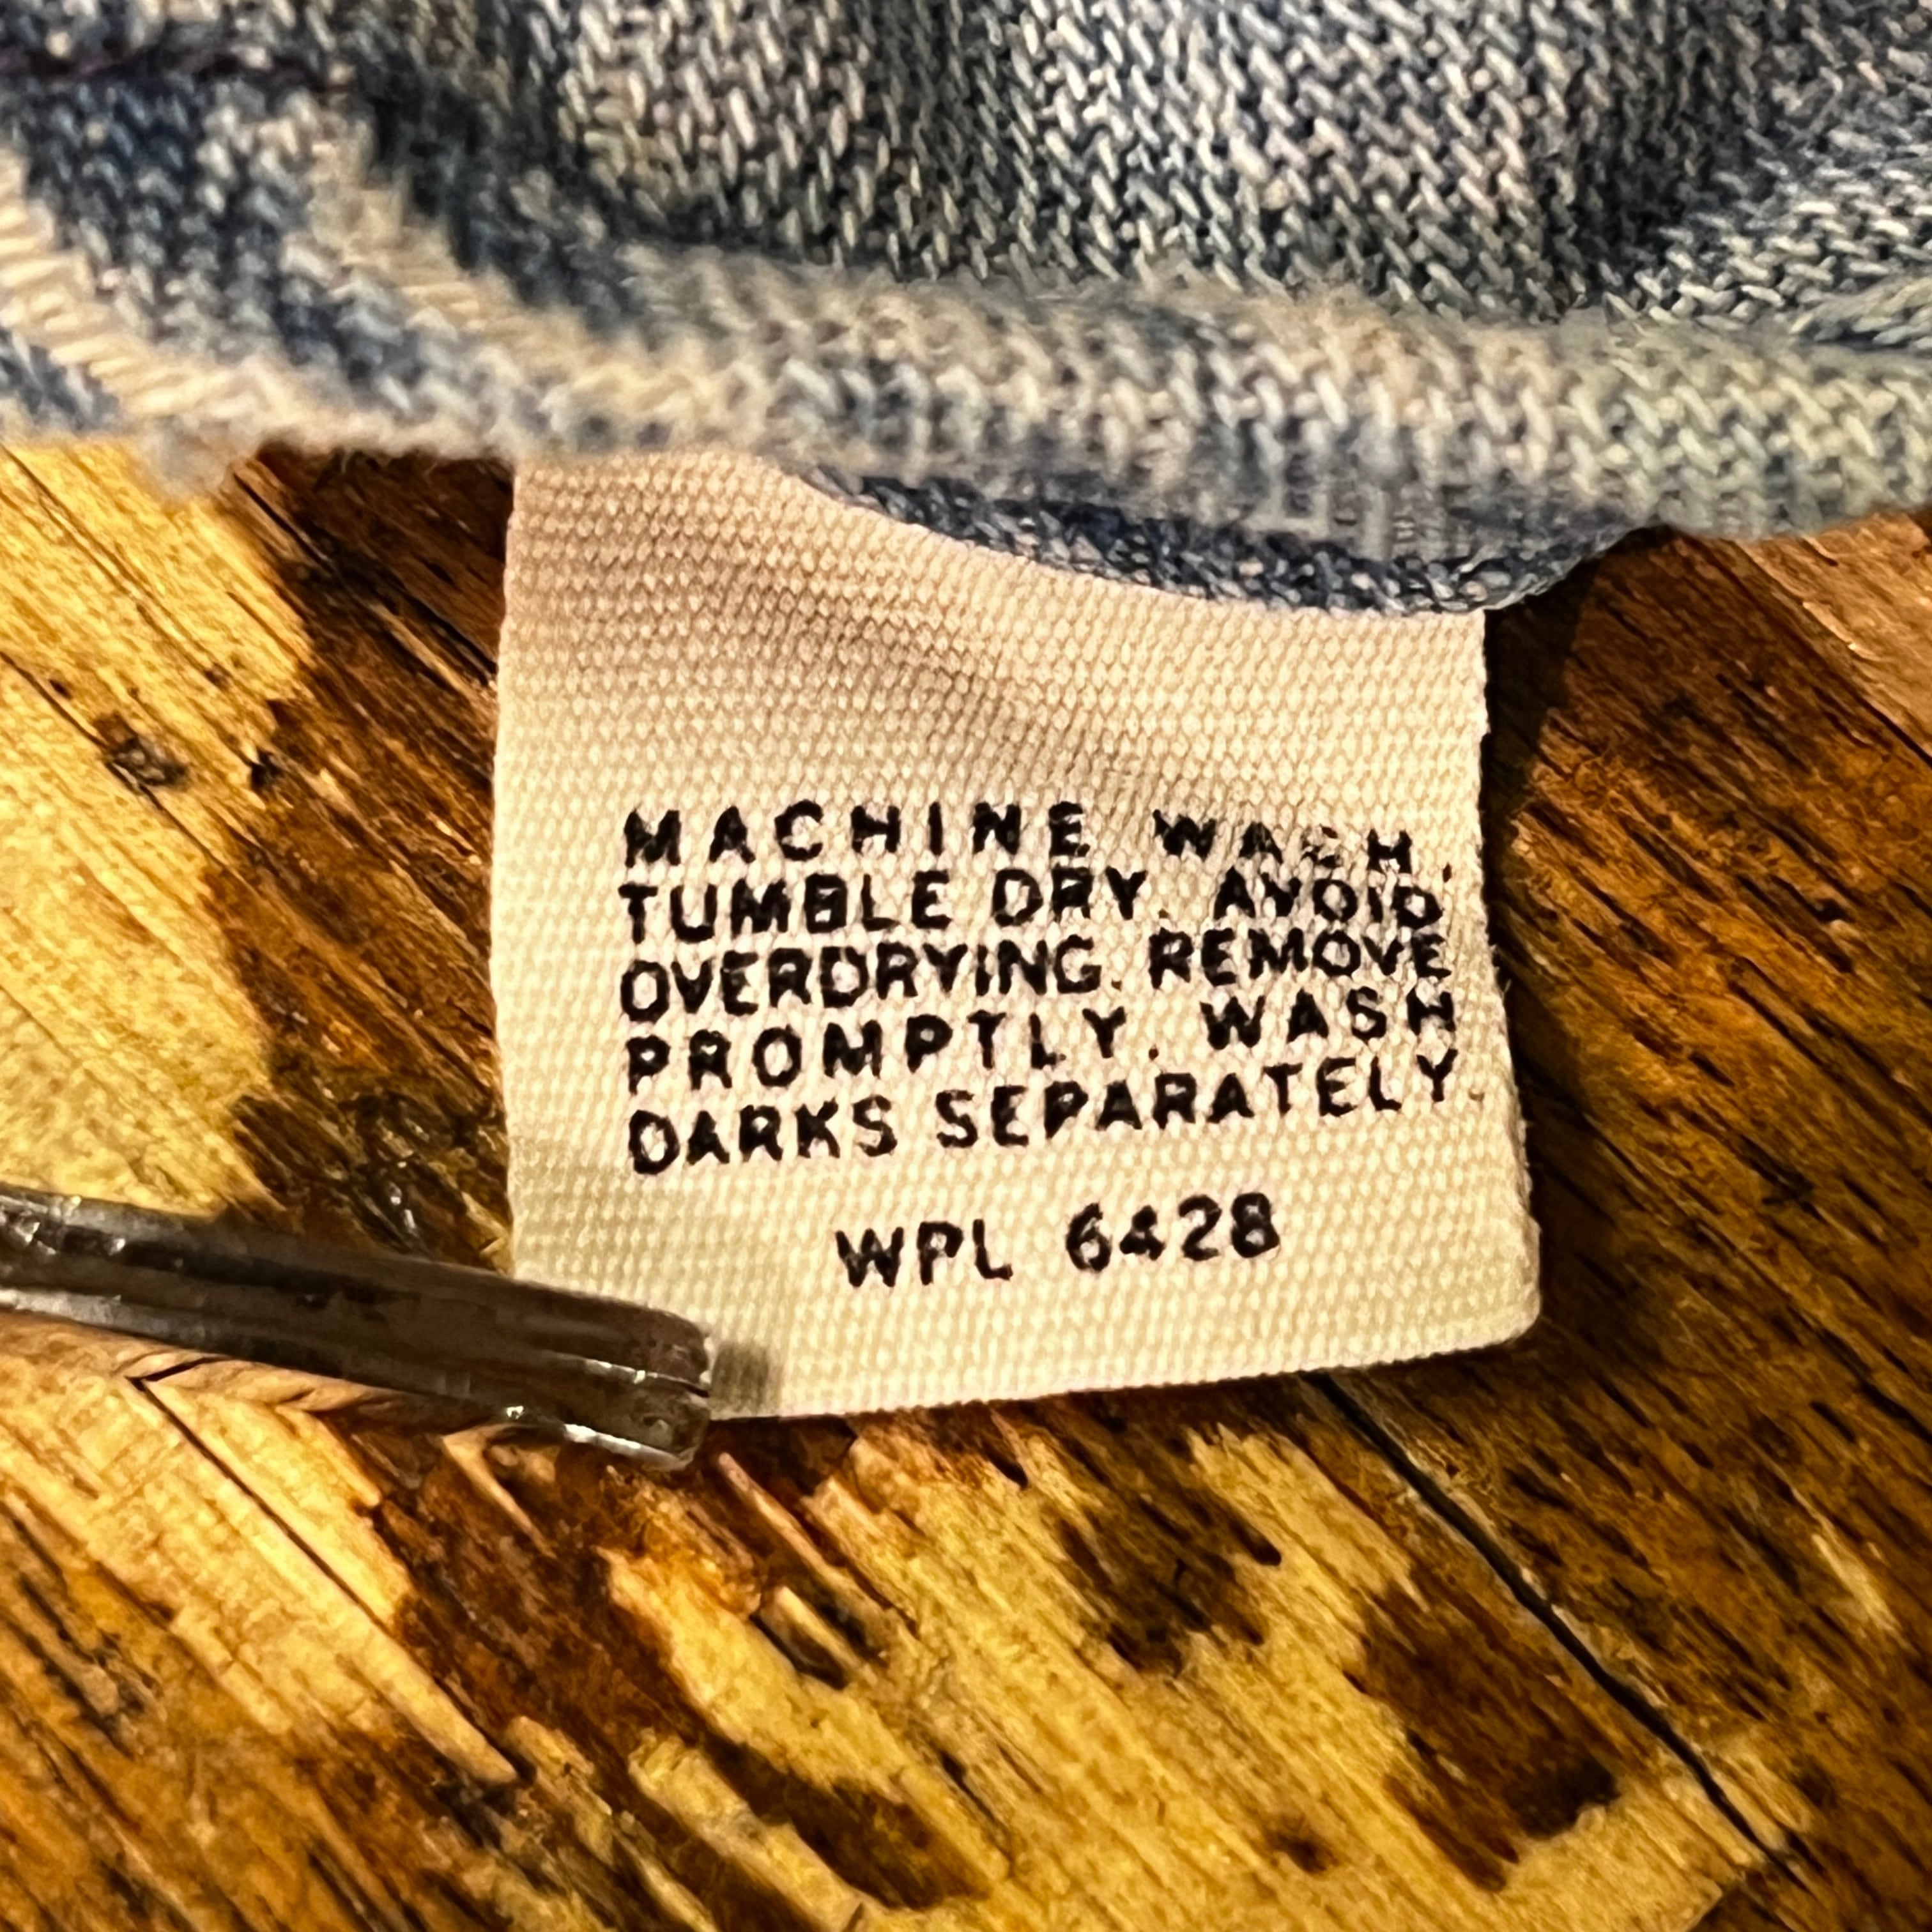 MACHINE WASH.
TUMBLE DRY. AVOID
OVERDRYING. REMOVE
PROMPTLY. WASH
DARKS SEPARATELY.
WPL 6428